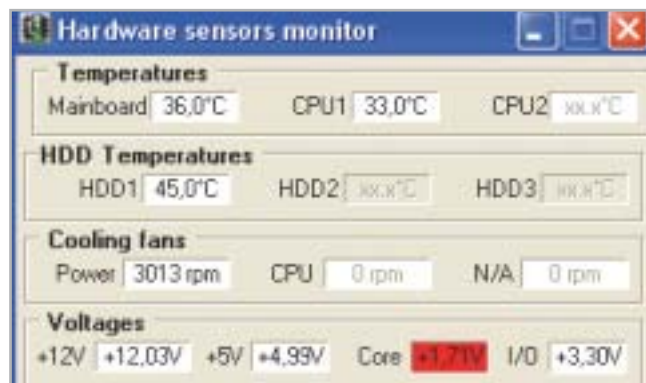 Hardware sensors monitor
Temperatures
Mainboard 36,0°C CPU1 33,0°C CPU2 xx.x°C
HDD Temperatures
HDD1 45,0°C HDD2 xx.x°C HDD3 xx.x°C
Cooling fans
Power 3013 rpm CPU 0 rpm N/A 0 rpm
Voltages
+12V +12,03V +5V +4,99V Core +1,71V I/O +3,30V